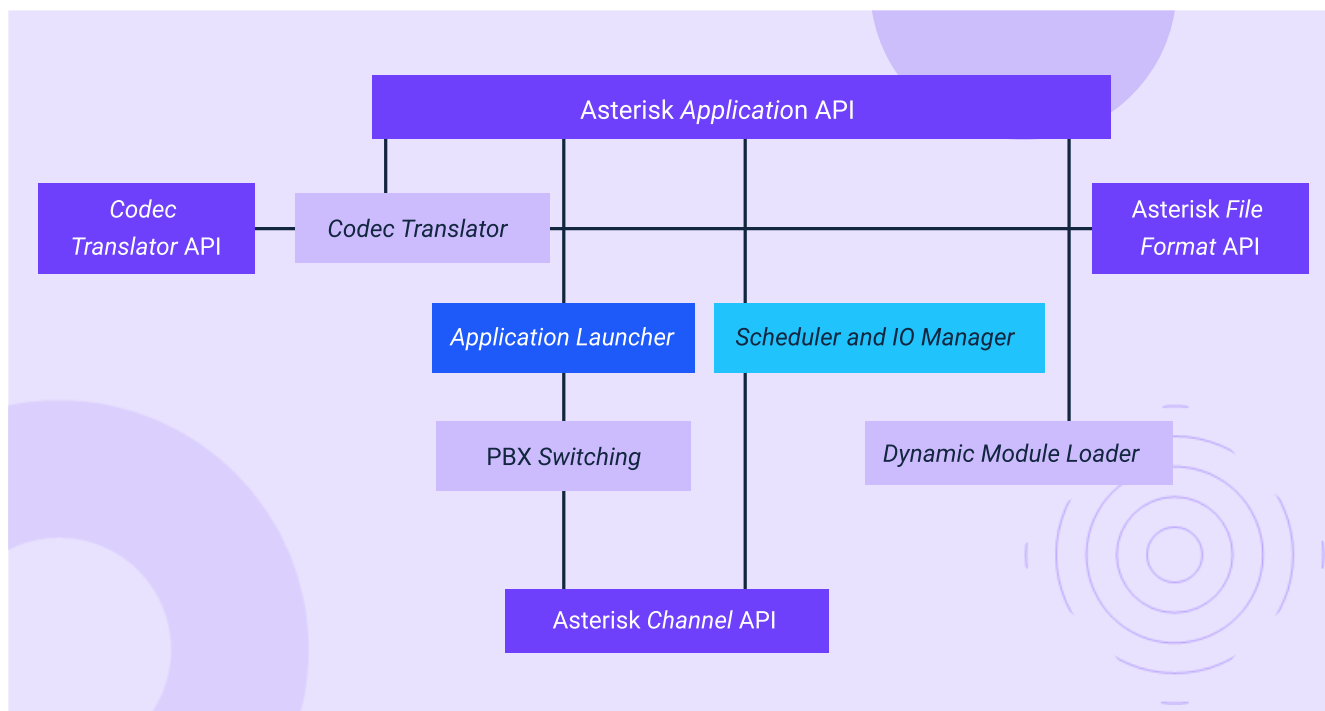 Asterisk Application API
Codec
Translator API
Codec Translator
Asterisk File
Format API
Application Launcher
Scheduler and IO Manager
PBX Switching
Dynamic Module Loader
Asterisk Channel API